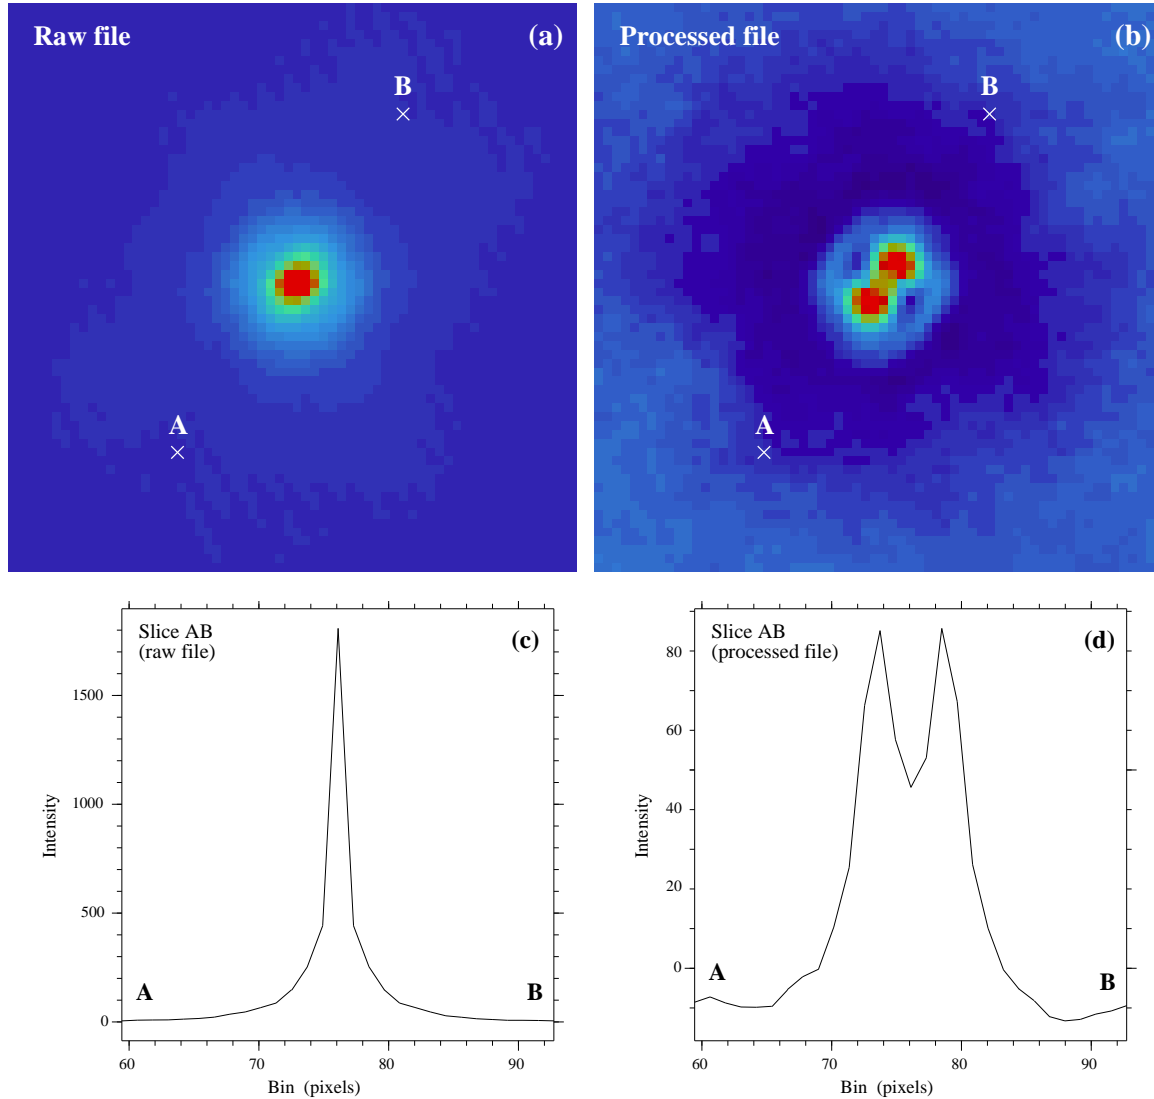 Raw file (a)
B
A
Processed file (b)
B
A
Slice AB (c)
(raw file)
1500
1000
500
0
Intensity
A B
60 70 80 90
Bin (pixels)
Slice AB (d)
(processed file)
80
60
40
20
0
Intensity
A B
60 70 80 90
Bin (pixels)